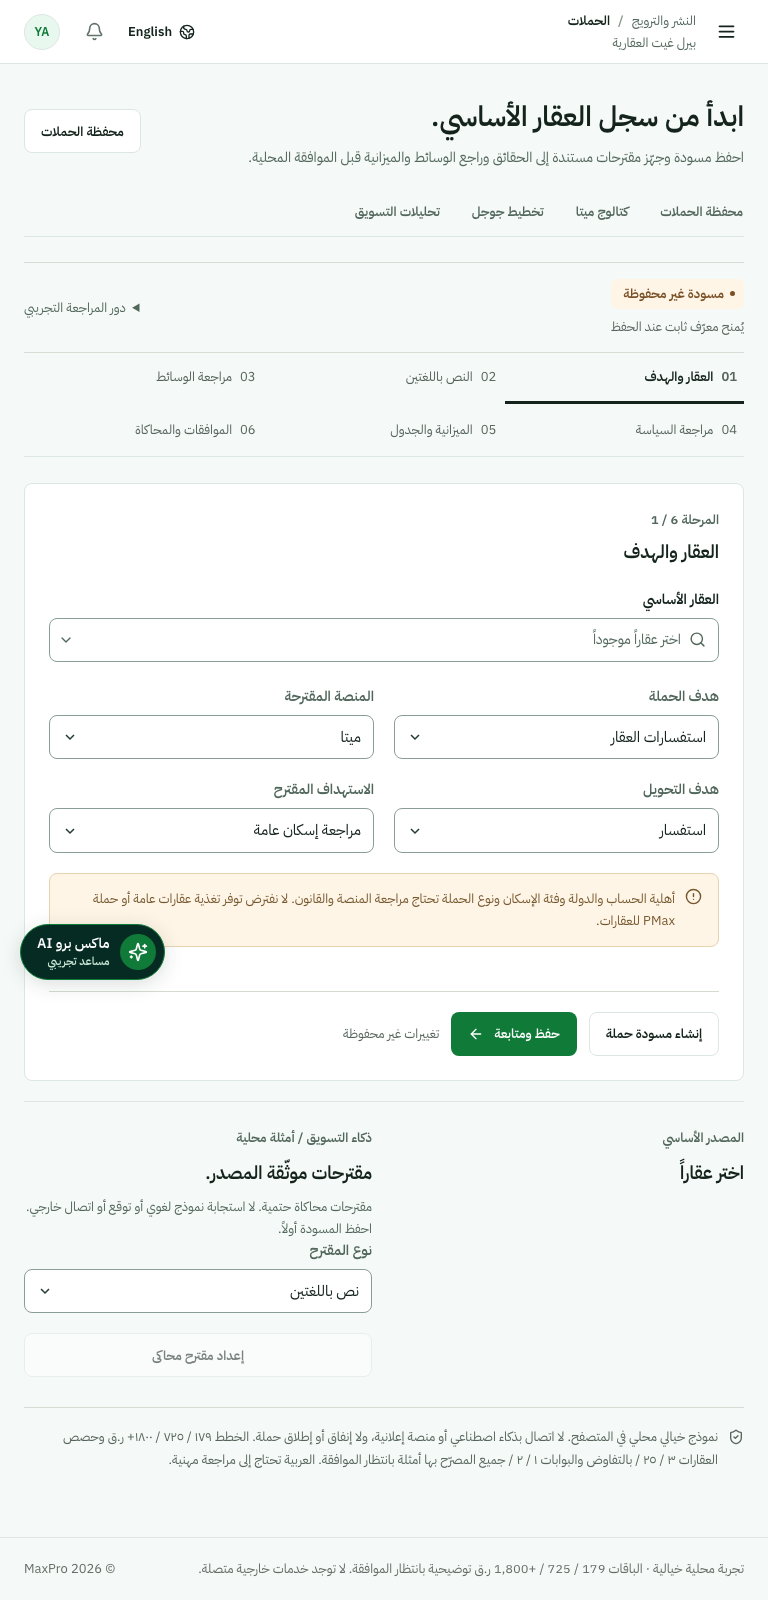 النشر والترويج / الحملات
بيرل غيت العقارية
English
YA
ابدأ من سجل العقار الأساسي.
احفظ مسودة وجهّز مقترحات مستندة إلى الحقائق وراجع الوسائط والميزانية قبل الموافقة المحلية.
محفظة الحملات
محفظة الحملات
كتالوج ميتا
تخطيط جوجل
تحليلات التسويق
مسودة غير محفوظة
يُمنح معرّف ثابت عند الحفظ
دور المراجعة التجريبي
01 العقار والهدف
02 النص باللغتين
03 مراجعة الوسائط
04 مراجعة السياسة
05 الميزانية والجدول
06 الموافقات والمحاكاة
المرحلة 6 / 1
العقار والهدف
العقار الأساسي
اختر عقاراً موجوداً
هدف الحملة
المنصة المقترحة
استفسارات العقار
ميتا
هدف التحويل
الاستهداف المقترح
استفسار
مراجعة إسكان عامة
أهلية الحساب والدولة وفئة الإسكان ونوع الحملة تحتاج مراجعة المنصة والقانون. لا نفترض توفر تغذية عقارات عامة أو حملة
PMax للعقارات.
ماكس برو AI
مساعد تجريبي
إنشاء مسودة حملة
حفظ ومتابعة
تغييرات غير محفوظة
المصدر الأساسي
اختر عقاراً
ذكاء التسويق / أمثلة محلية
مقترحات موثّقة المصدر.
مقترحات محاكاة حتمية. لا استجابة نموذج لغوي أو توقع أو اتصال خارجي.
احفظ المسودة أولاً.
نوع المقترح
نص باللغتين
إعداد مقترح محاكى
نموذج خيالي محلي في المتصفح. لا اتصال بذكاء اصطناعي أو منصة إعلانية، ولا إنفاق أو إطلاق حملة. الخطط ١٧٩ / ٧٢٥ / ١٨٠٠+ ر.ق وحصص
العقارات ٣ / ٢٥ / بالتفاوض والبوابات ١ / ٢ / جميع المصرّح بها أمثلة بانتظار الموافقة. العربية تحتاج إلى مراجعة مهنية.
تجربة محلية خيالية · الباقات 179 / 725 / 1,800+ ر.ق توضيحية بانتظار الموافقة. لا توجد خدمات خارجية متصلة.
© 2026 MaxPro